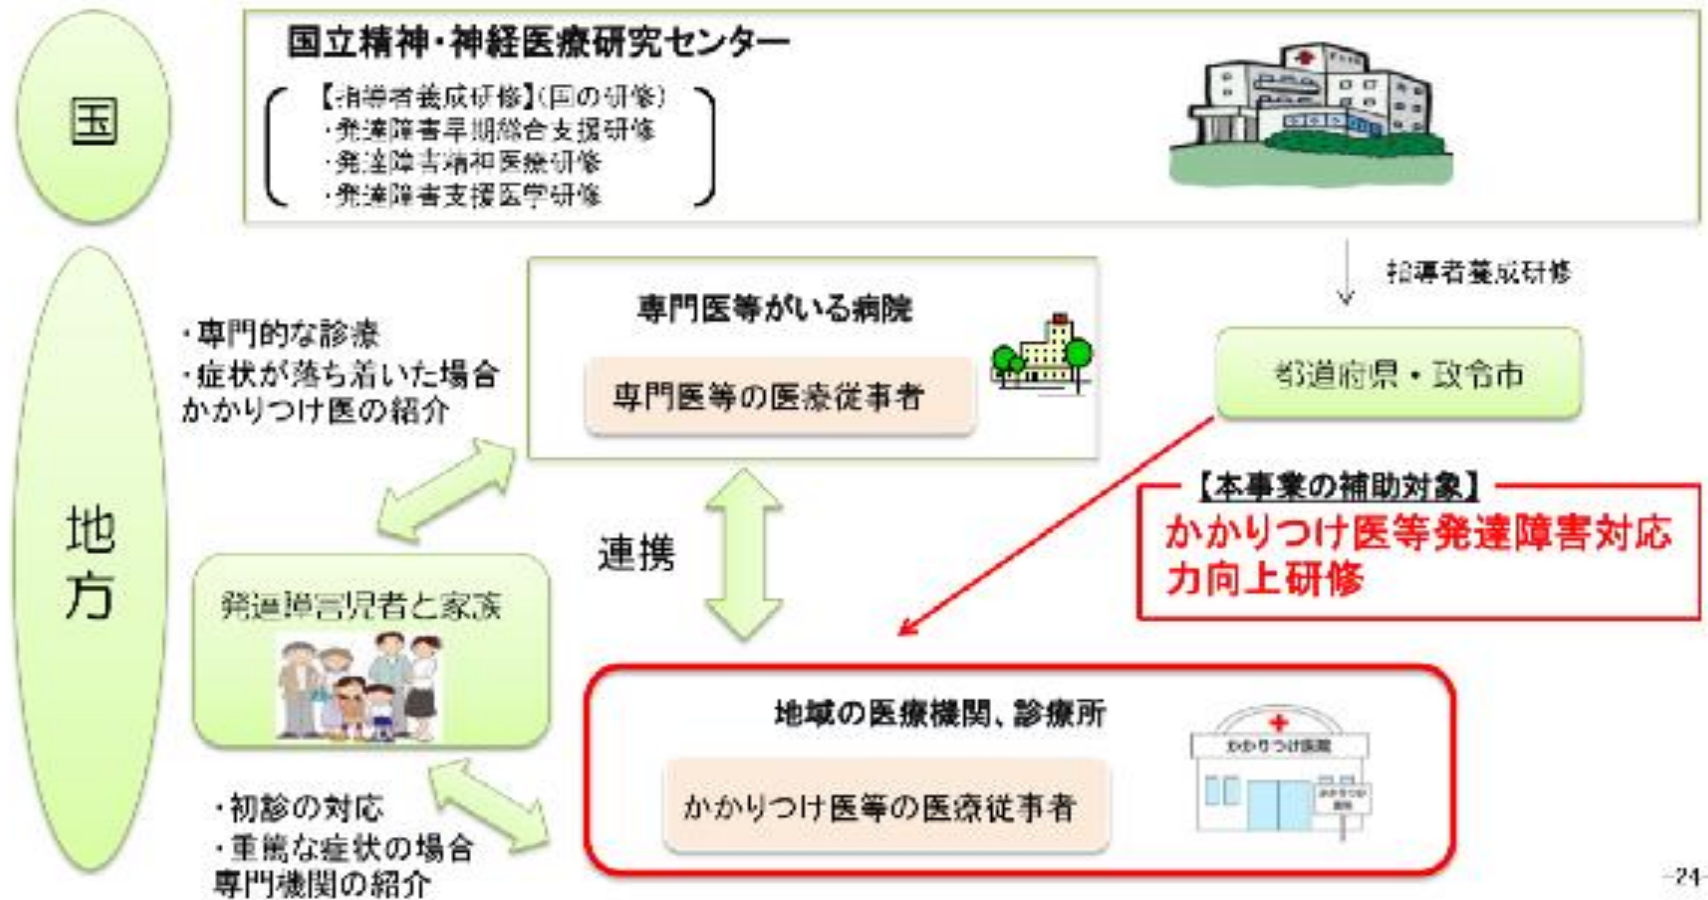 国
国立精神・神経医療研究センター
【指導者養成研修】(国の研修)
・発達障害早期総合支援研修
・発達障害精神医療研修
・発達障害支援医学研修
指導者養成研修
都道府県・政令市
専門医等がいる病院
専門医等の医療従事者
・専門的な診療
・症状が落ち着いた場合
かかりつけ医の紹介
地方
連携
【本事業の補助対象】
かかりつけ医等発達障害対応
力向上研修
発達障害児者と家族
地域の医療機関、診療所
かかりつけ医等の医療従事者
かかりつけ医院
・初診の対応
・重篤な症状の場合
専門機関の紹介
-24-